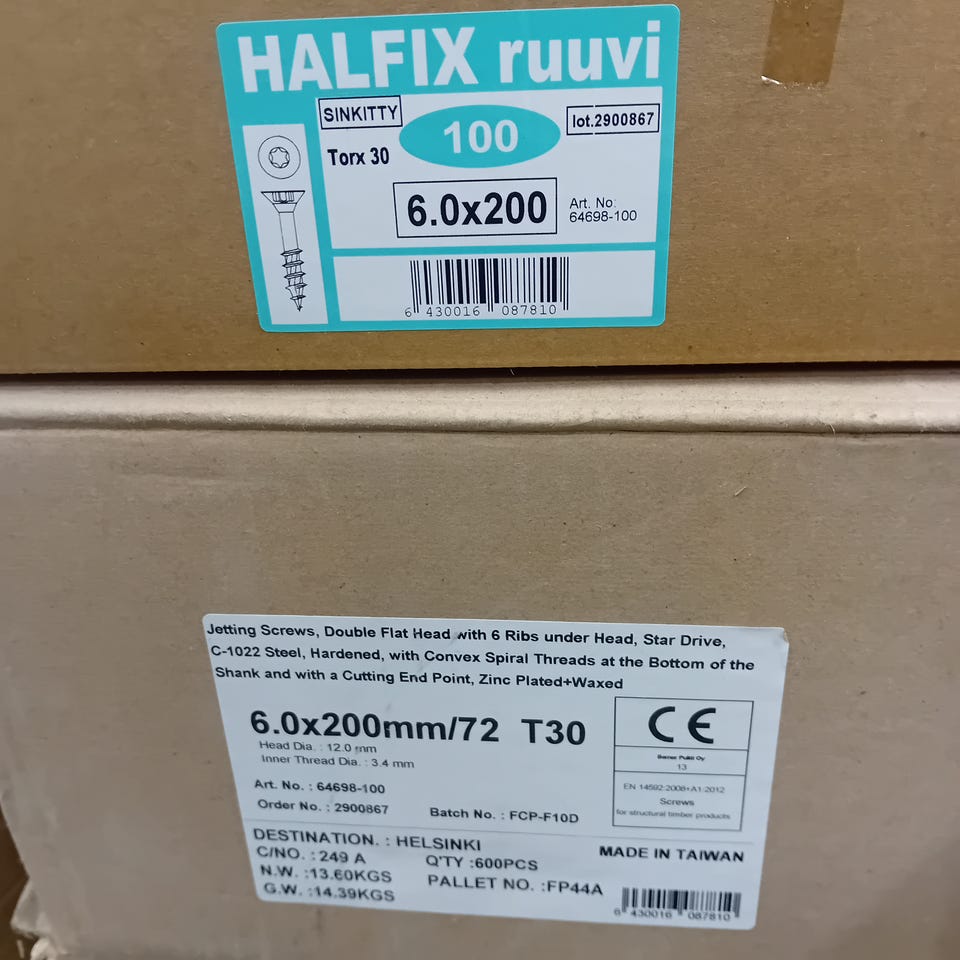 HALFIX ruuvi
SINKITTY
100
lot.2900867
Torx 30
6.0x200
Art. No:
64698-100
6 430016 087810
Jetting Screws, Double Flat Head with 6 Ribs under Head, Star Drive,
C-1022 Steel, Hardened, with Convex Spiral Threads at the Bottom of the
Shank and with a Cutting End Point, Zinc Plated+Waxed
6.0x200mm/72 T30
Head Dia. : 12.0 mm
Inner Thread Dia. : 3.4 mm
CE
13
EN 14592:2008+A1:2012
Screws
for structural timber products
Art. No. : 64698-100
Order No. : 2900867
Batch No. : FCP-F10D
DESTINATION. : HELSINKI
C/NO. : 249 A
Q'TY :600PCS
MADE IN TAIWAN
N.W. :13.60KGS
PALLET NO. :FP44A
G.W. :14.39KGS
6 430016 087810